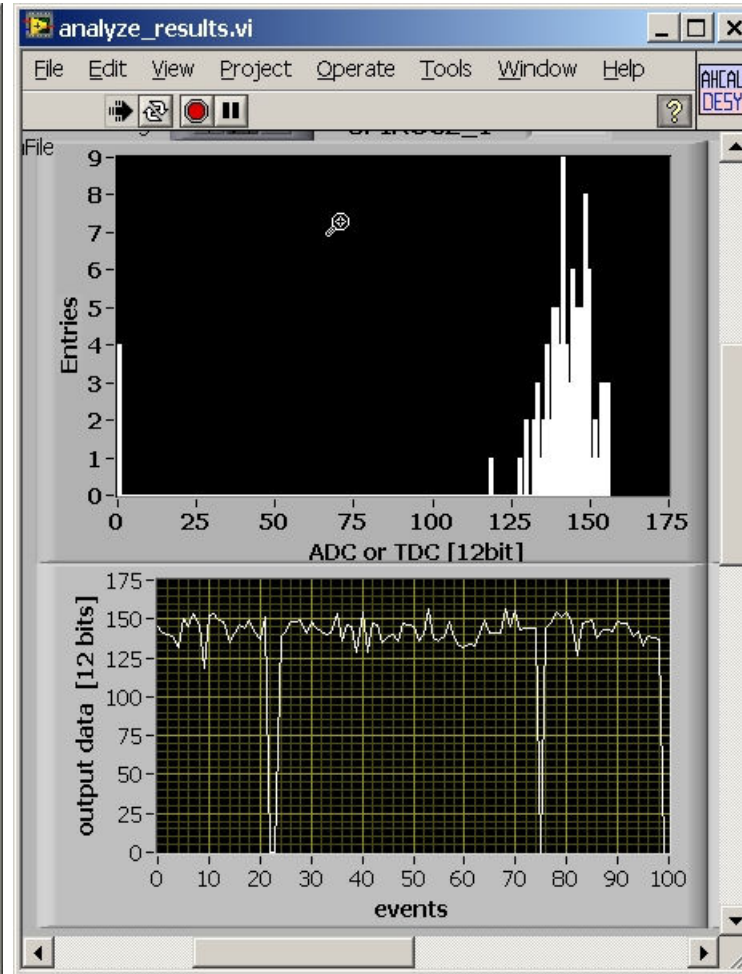 analyze_results.vi
File Edit View Project Operate Tools Window Help
AHCAL
DESY
File
9
8
7
6
5
4
3
2
1
0
Entries
0 25 50 75 100 125 150 175
ADC or TDC [12bit]
175
150
125
100
75
50
25
0
output data [12 bits]
0 10 20 30 40 50 60 70 80 90 100
events